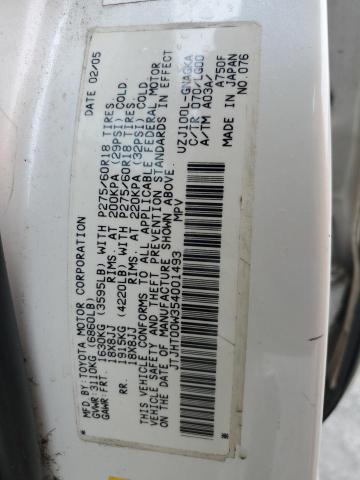 MFD. BY: TOYOTA MOTOR CORPORATION 02/05
GVWR: 3110KG (6860LB)
GAWR: FRT. 1630KG (3595LB) WITH P275/60R18 TIRES,
18X8JJ RIMS, AT 200KPA (29PSI) COLD.
RR. 1915KG (4220LB) WITH P275/60R18 TIRES,
18X8JJ RIMS, AT 220KPA (32PSI) COLD.
THIS VEHICLE CONFORMS TO ALL APPLICABLE FEDERAL MOTOR
VEHICLE SAFETY AND THEFT PREVENTION STANDARDS IN EFFECT
ON THE DATE OF MANUFACTURE SHOWN ABOVE.
JTJHT00W354001493 MPV
UZJ100L-GNAGKA
C/TR 070/LG00
A/TM A03A/ A750F
MADE IN JAPAN
NO. 076